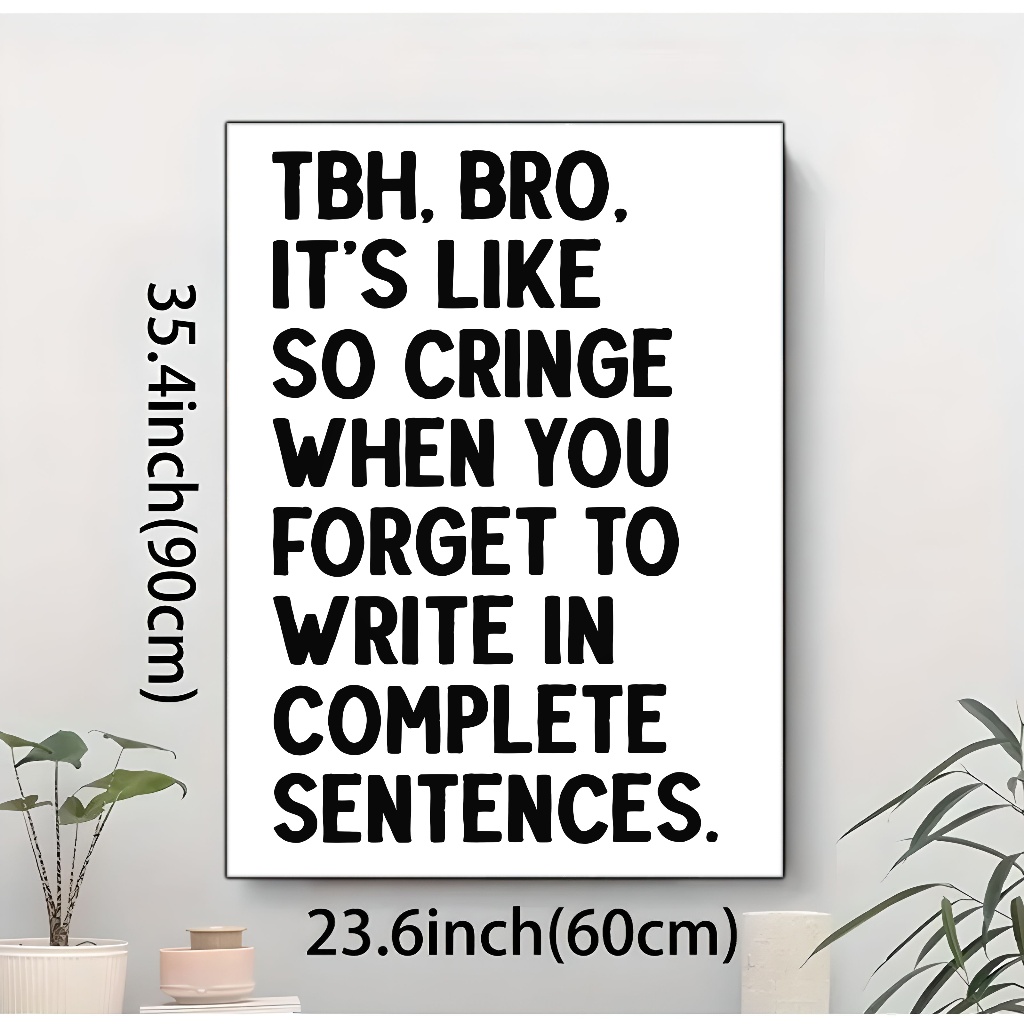 TBH, BRO,
IT'S LIKE
SO CRINGE
WHEN YOU
FORGET TO
WRITE IN
COMPLETE
SENTENCES.
35.4inch(90cm)
23.6inch(60cm)